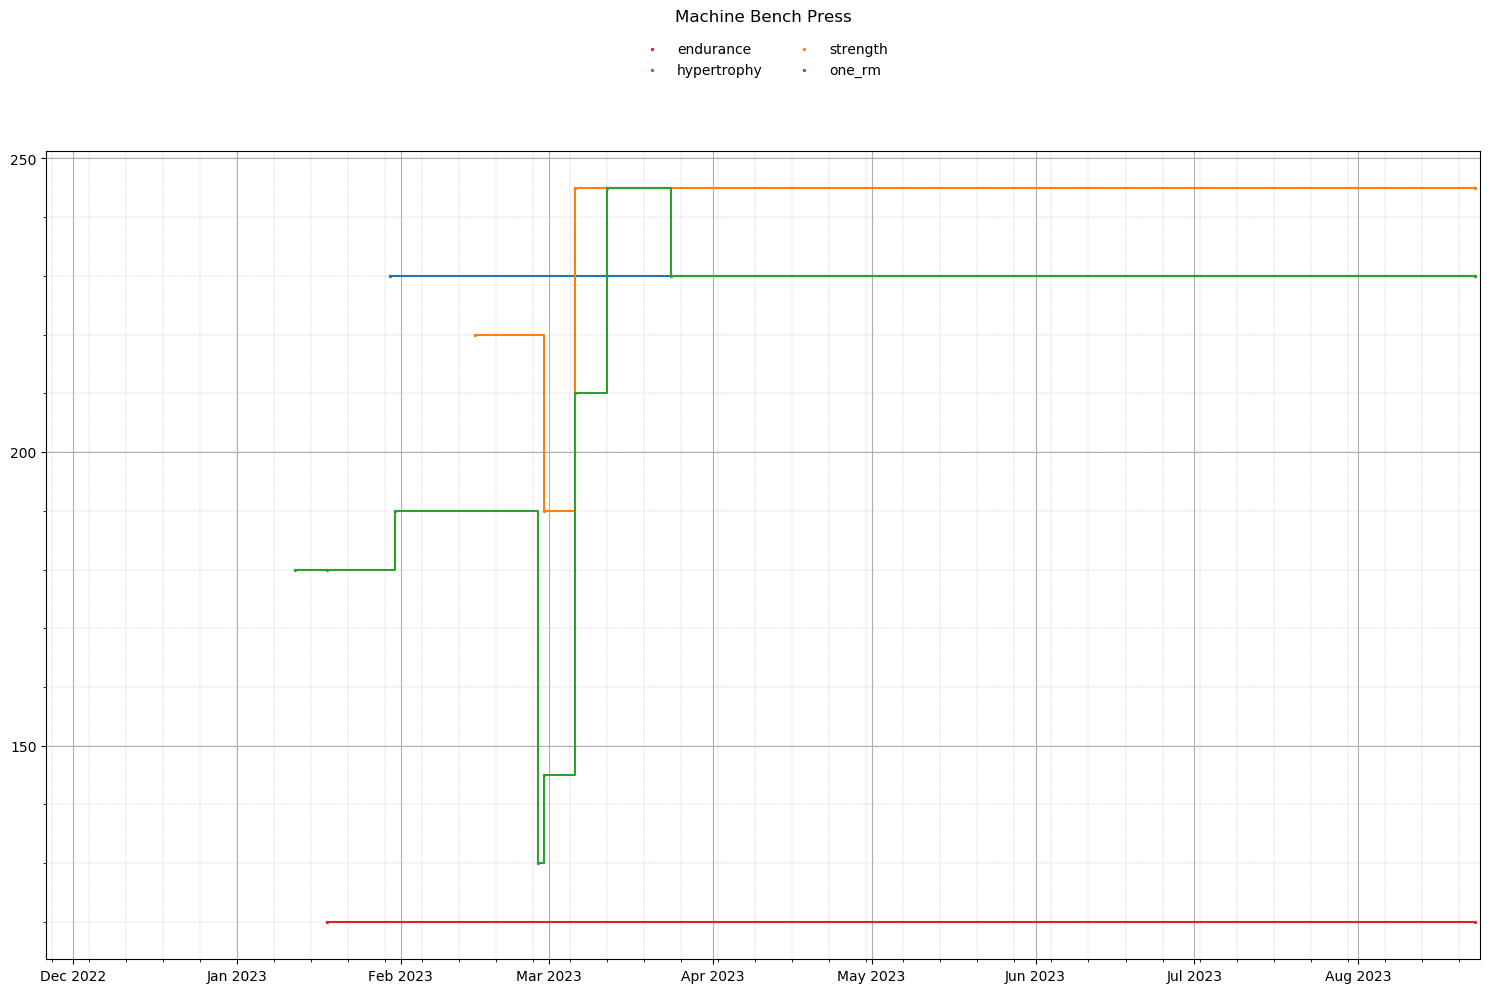 Machine Bench Press
endurance strength
hypertrophy one_rm
250
200
150
Dec 2022 Jan 2023 Feb 2023 Mar 2023 Apr 2023 May 2023 Jun 2023 Jul 2023 Aug 2023